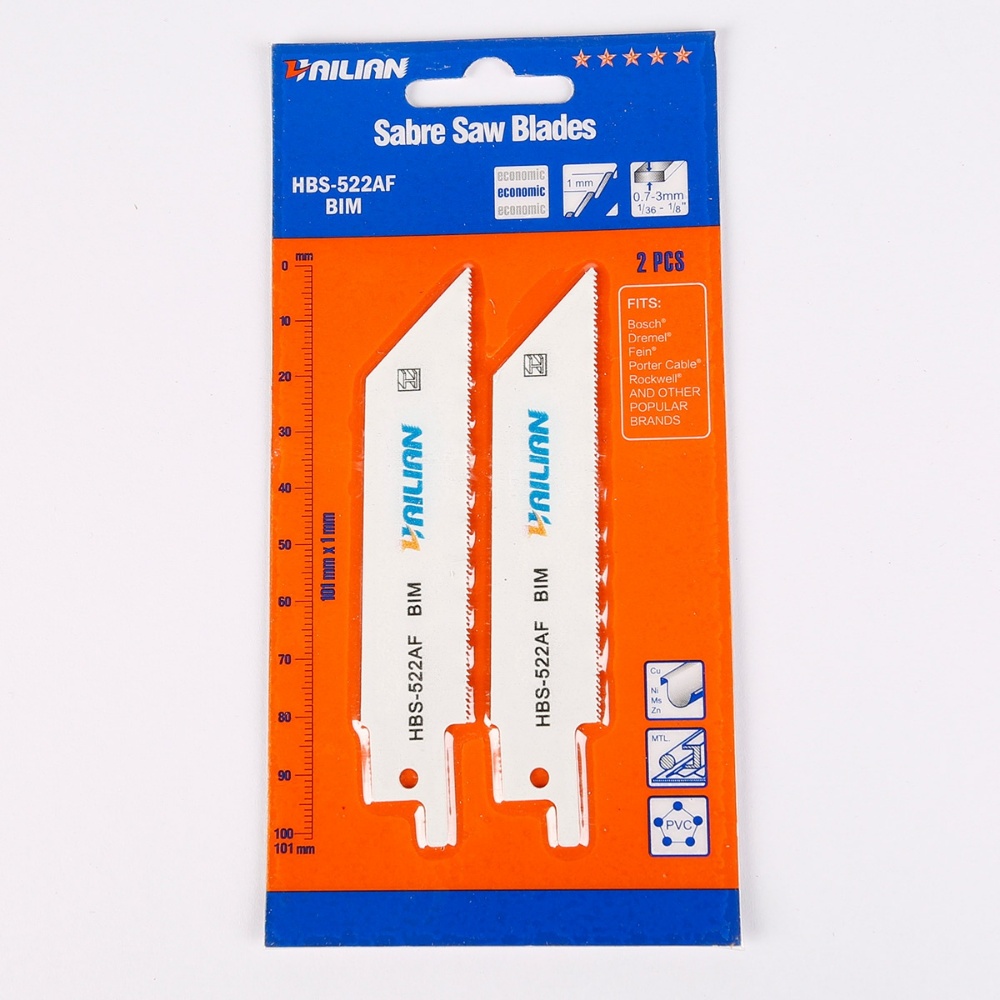 HAILIAN
Sabre Saw Blades
HBS-522AF
BIM
economic
economic
economic
1 mm
0.7-3mm
1/36 - 1/8"
mm
0
10
20
30
40
50
60
70
80
90
100
101 mm
101 mm x 1 mm
2 PCS
FITS:
Bosch®
Dremel®
Fein®
Porter Cable®
Rockwell®
AND OTHER
POPULAR
BRANDS
H
HAILIAN
HBS-522AF BIM
H
HAILIAN
HBS-522AF BIM
Cu
Ni
Ms
Zn
MTL.
PVC